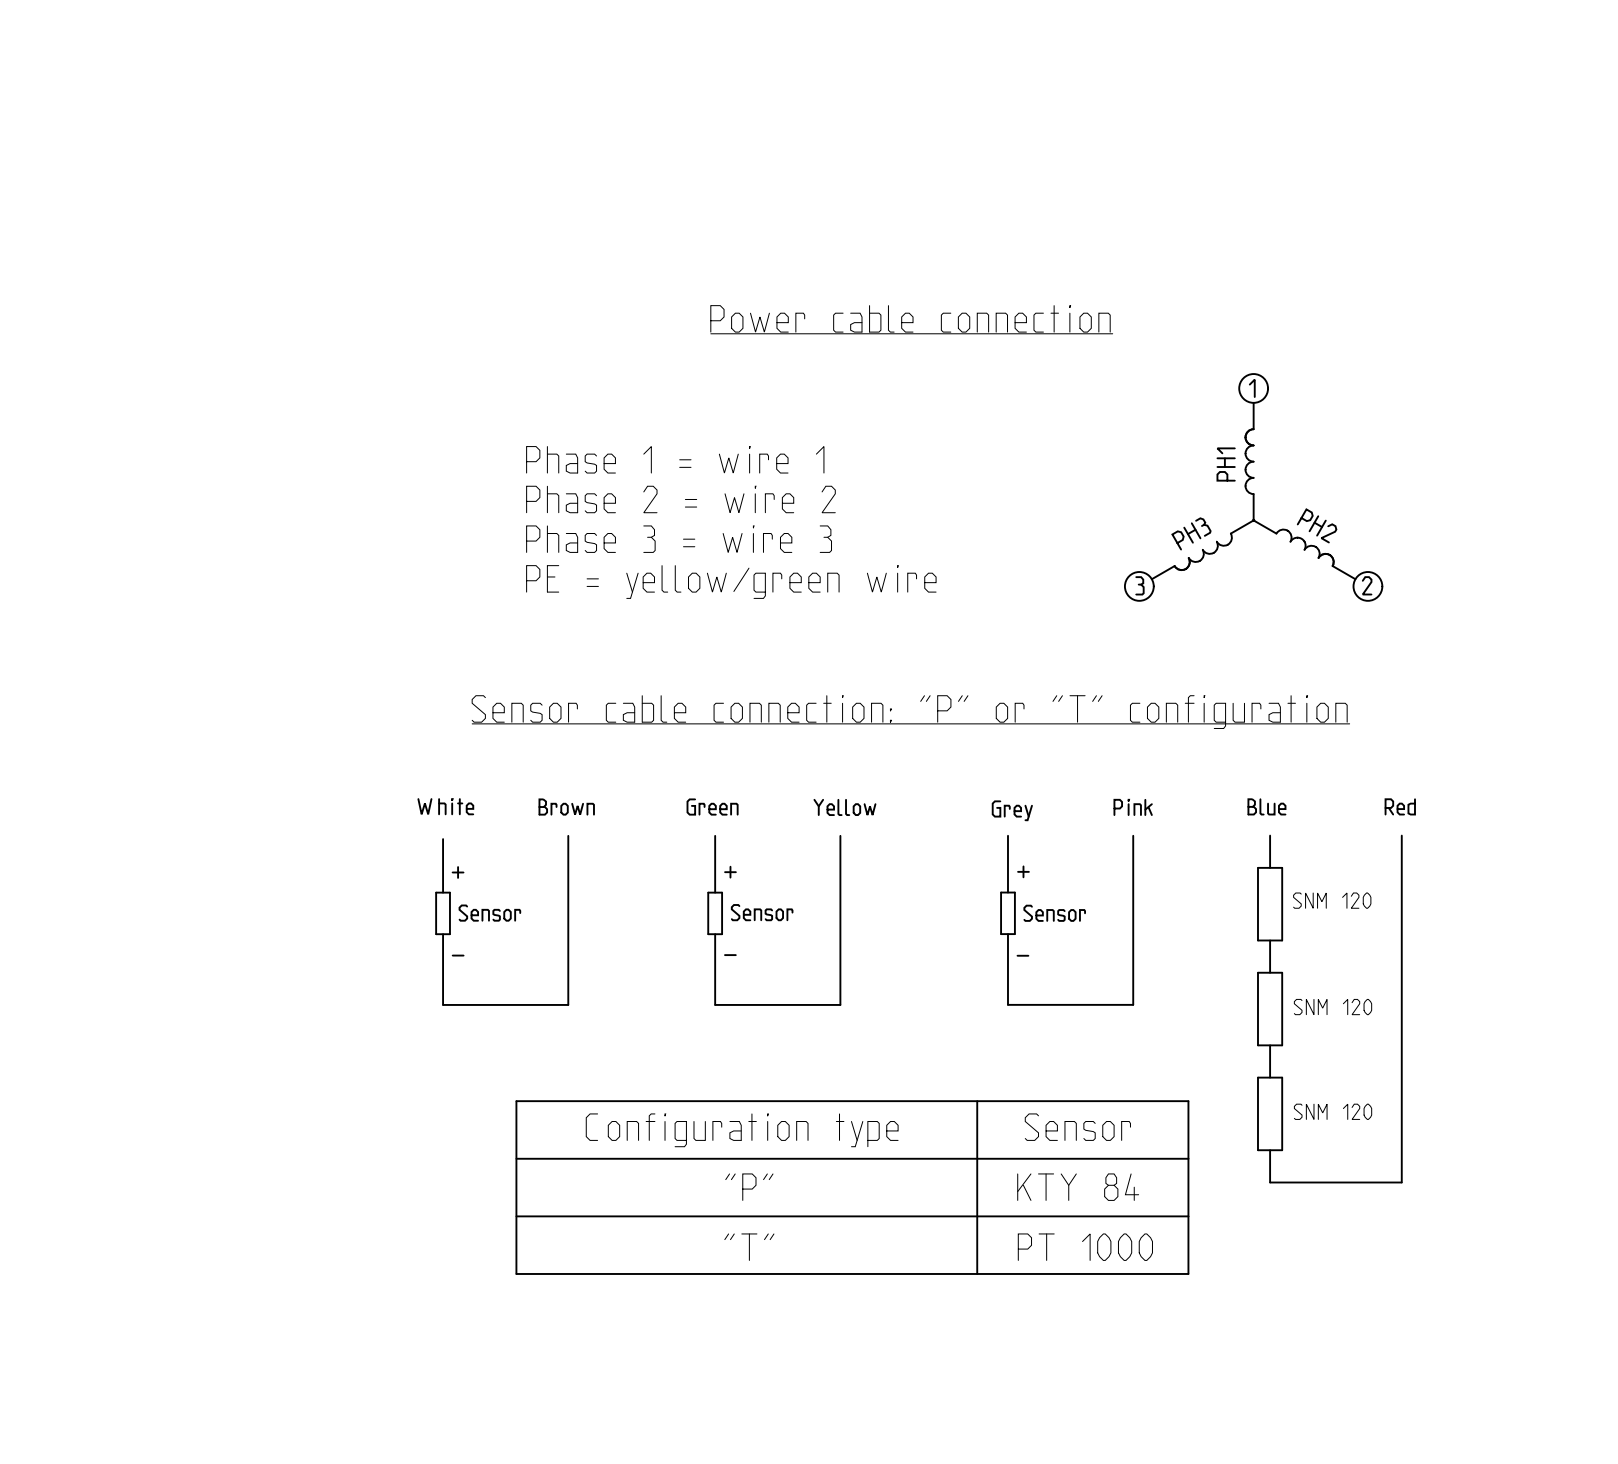 Power cable connection
1
PH1
Phase 1 = wire 1
Phase 2 = wire 2
Phase 3 = wire 3
PE = yellow/green wire
PH3
PH2
3
2
Sensor cable connection: "P" or "T" configuration
White Brown Green Yellow Grey Pink Blue Red
+ + +
Sensor Sensor Sensor SNM 120
- - -
SNM 120
SNM 120
Configuration type Sensor
"P" KTY 84
"T" PT 1000